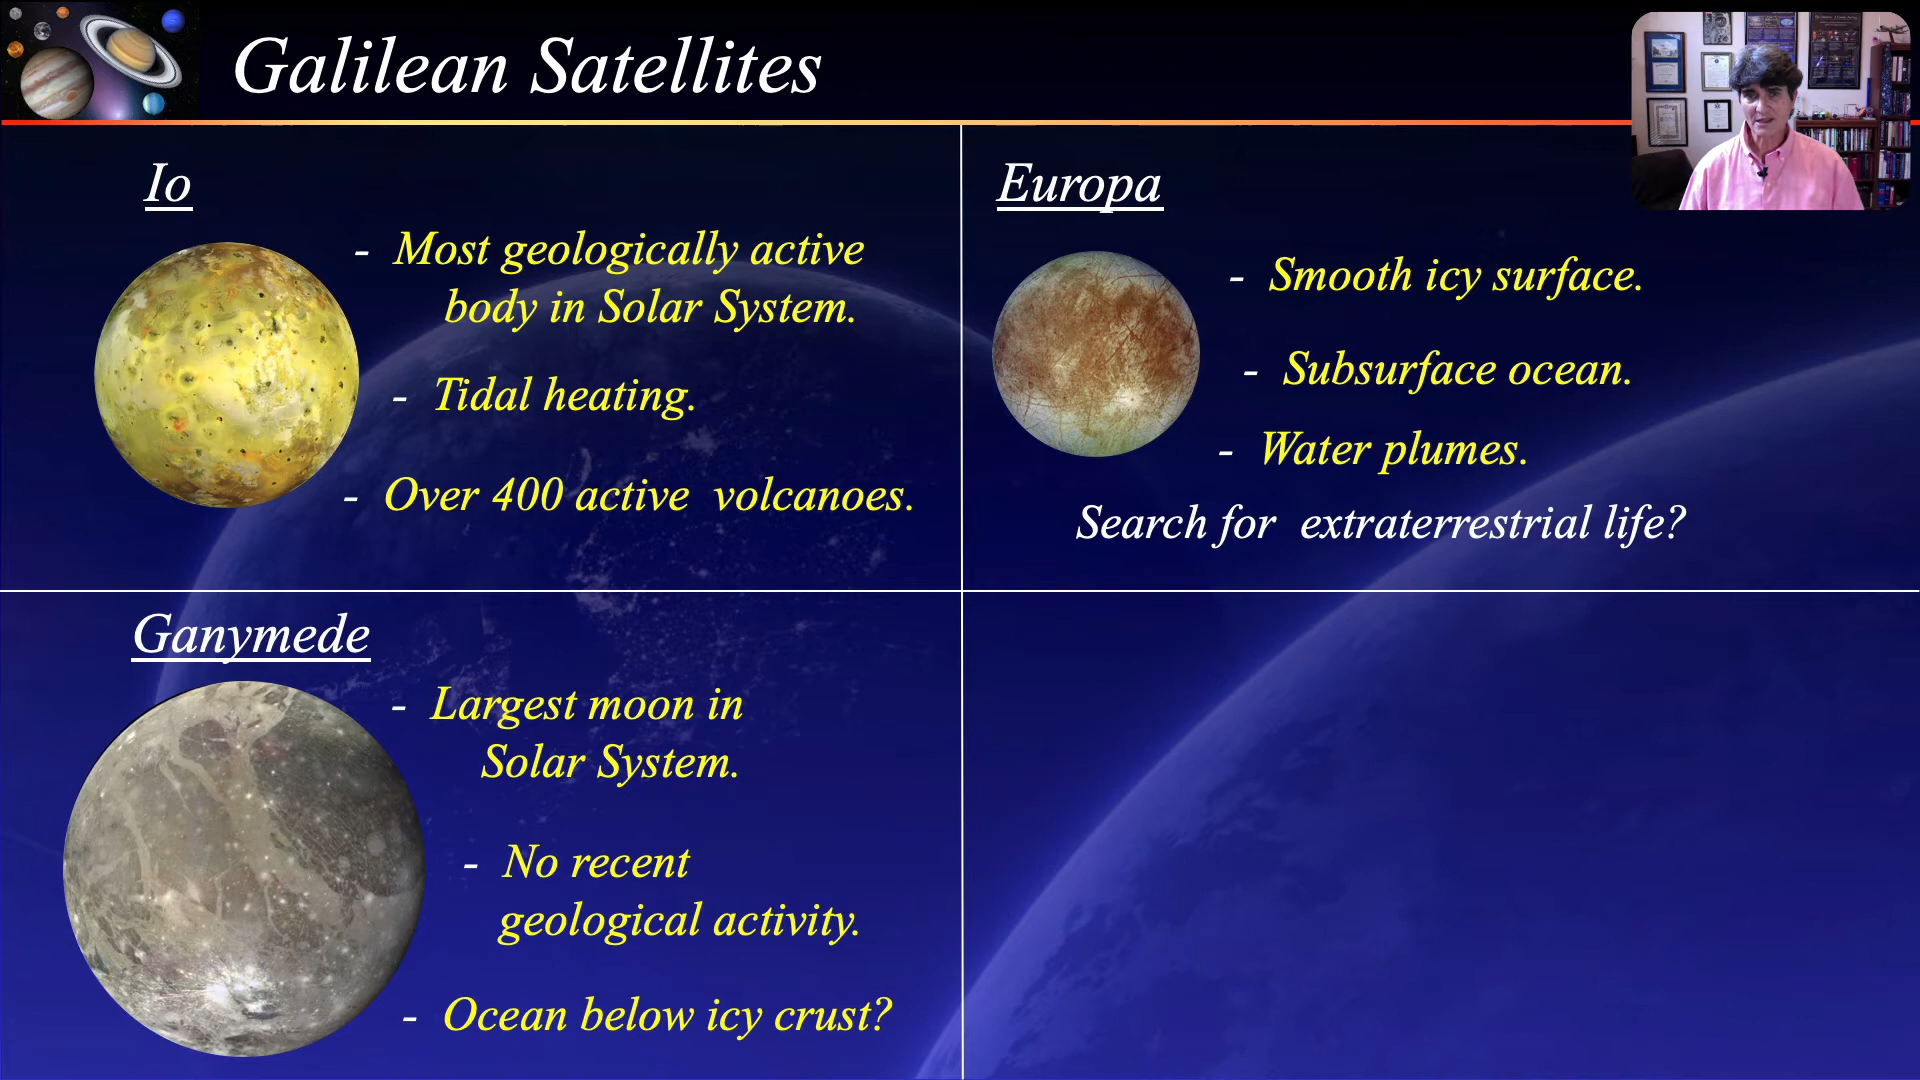 Galilean Satellites
Io
- Most geologically active
body in Solar System.
- Tidal heating.
- Over 400 active volcanoes.
Europa
- Smooth icy surface.
- Subsurface ocean.
- Water plumes.
Search for extraterrestrial life?
Ganymede
- Largest moon in
Solar System.
- No recent
geological activity.
- Ocean below icy crust?